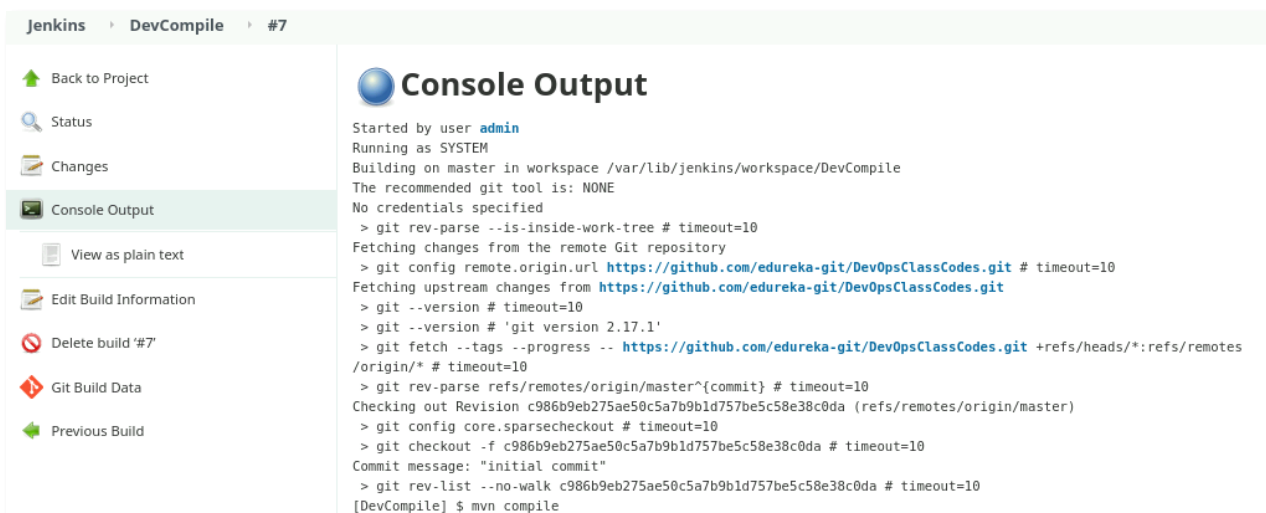 Jenkins DevCompile #7
Back to Project
Status
Changes
Console Output
View as plain text
Edit Build Information
Delete build ‘#7’
Git Build Data
Previous Build
Console Output
Started by user admin
Running as SYSTEM
Building on master in workspace /var/lib/jenkins/workspace/DevCompile
The recommended git tool is: NONE
No credentials specified
 > git rev-parse --is-inside-work-tree # timeout=10
Fetching changes from the remote Git repository
 > git config remote.origin.url https://github.com/edureka-git/DevOpsClassCodes.git # timeout=10
Fetching upstream changes from https://github.com/edureka-git/DevOpsClassCodes.git
 > git --version # timeout=10
 > git --version # 'git version 2.17.1'
 > git fetch --tags --progress -- https://github.com/edureka-git/DevOpsClassCodes.git +refs/heads/*:refs/remotes
/origin/* # timeout=10
 > git rev-parse refs/remotes/origin/master^{commit} # timeout=10
Checking out Revision c986b9eb275ae50c5a7b9b1d757be5c58e38c0da (refs/remotes/origin/master)
 > git config core.sparsecheckout # timeout=10
 > git checkout -f c986b9eb275ae50c5a7b9b1d757be5c58e38c0da # timeout=10
Commit message: "initial commit"
 > git rev-list --no-walk c986b9eb275ae50c5a7b9b1d757be5c58e38c0da # timeout=10
[DevCompile] $ mvn compile